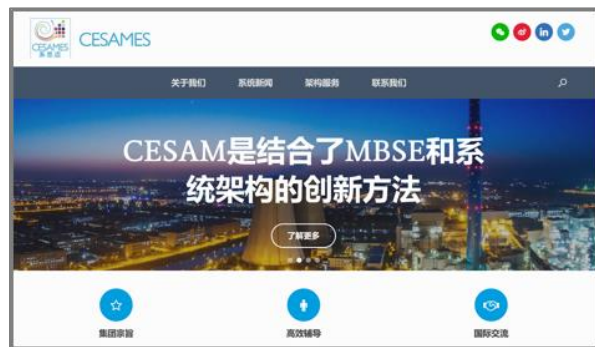 CESAMES
CESAMES
关于我们 系统新闻 架构服务 联系我们
CESAM是结合了MBSE和系
统架构的创新方法
了解更多
集团宗旨 高效辅导 国际交流